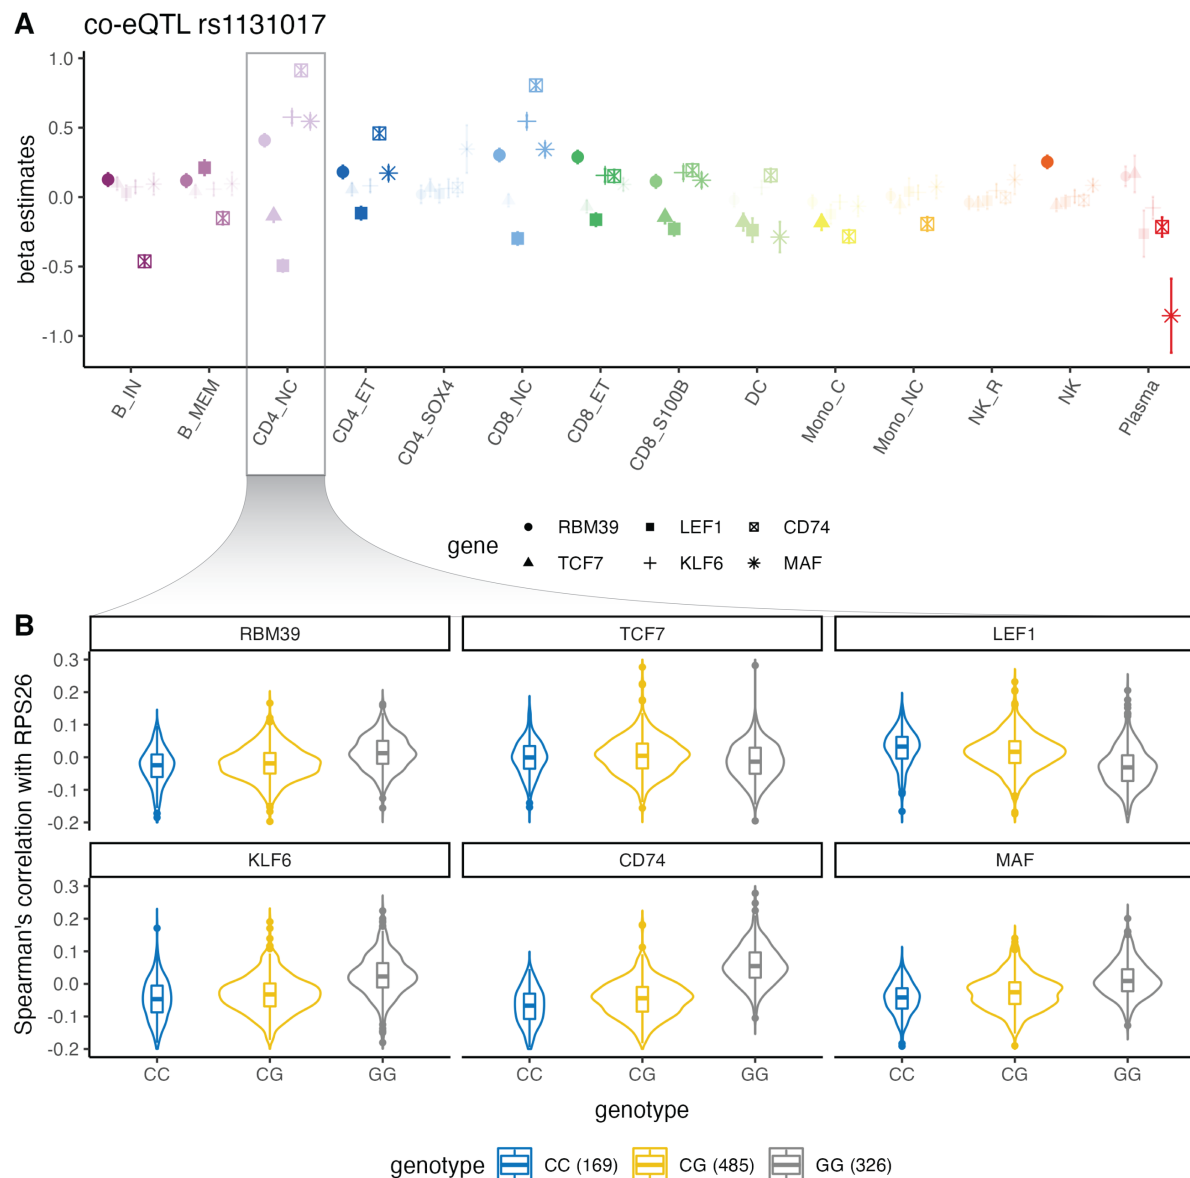 A
co-eQTL rs1131017
beta estimates
1.0
0.5
0.0
-0.5
-1.0
B_IN
B_MEM
CD4_NC
CD4_ET
CD4_SOX4
CD8_NC
CD8_ET
CD8_S100B
DC
Mono_C
Mono_NC
NK_R
NK
Plasma
gene
RBM39 LEF1 CD74
TCF7 KLF6 MAF
B
RBM39 TCF7 LEF1
Spearman's correlation with RPS26
0.3
0.2
0.1
0.0
-0.1
-0.2
KLF6 CD74 MAF
0.3
0.2
0.1
0.0
-0.1
-0.2
CC CG GG CC CG GG CC CG GG
genotype
genotype CC (169) CG (485) GG (326)